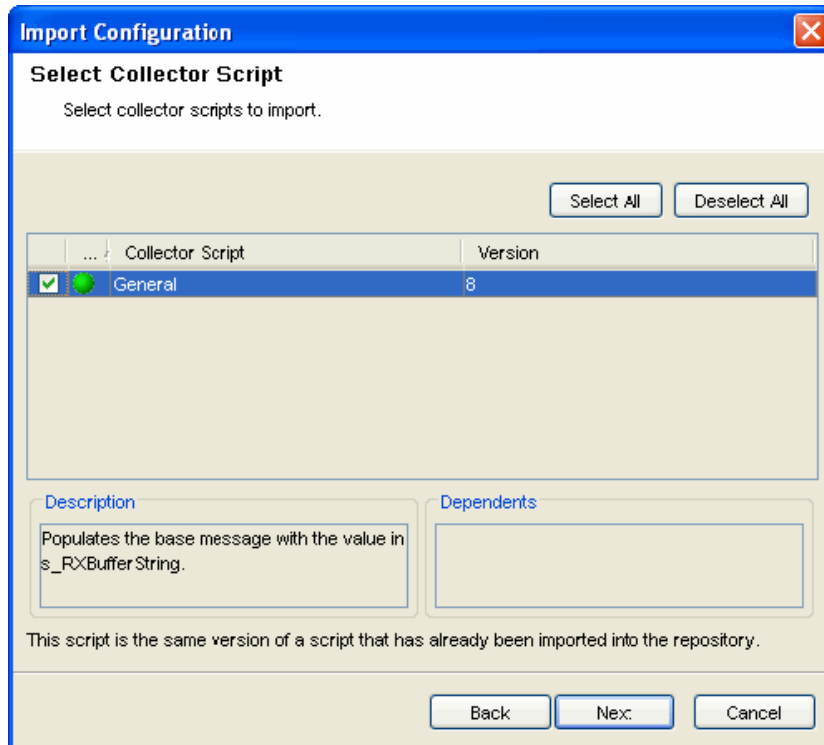 Import Configuration
Select Collector Script
Select collector scripts to import.
Select All Deselect All
... Collector Script Version
General 8
Description Dependents
Populates the base message with the value in
s_RXBufferString.
This script is the same version of a script that has already been imported into the repository.
Back Next Cancel